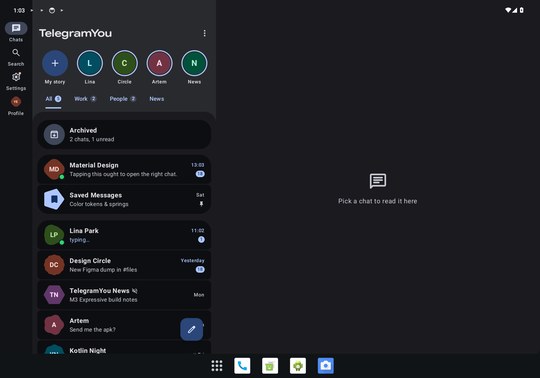 1:03
Chats
Search
Settings
Profile
TelegramYou
L
C
A
N
My story
Lina
Circle
Artem
News
All
Work 2
People 2
News
Archived
2 chats, 1 unread
MD
Material Design
13:03
Tapping this ought to open the right chat.
Saved Messages
Sat
Color tokens & springs
LP
Lina Park
11:02
typing...
1
DC
Design Circle
Yesterday
New Figma dump in #files
TN
TelegramYou News
Mon
M3 Expressive build notes
A
Artem
Send me the apk?
Kotlin Night
Pick a chat to read it here